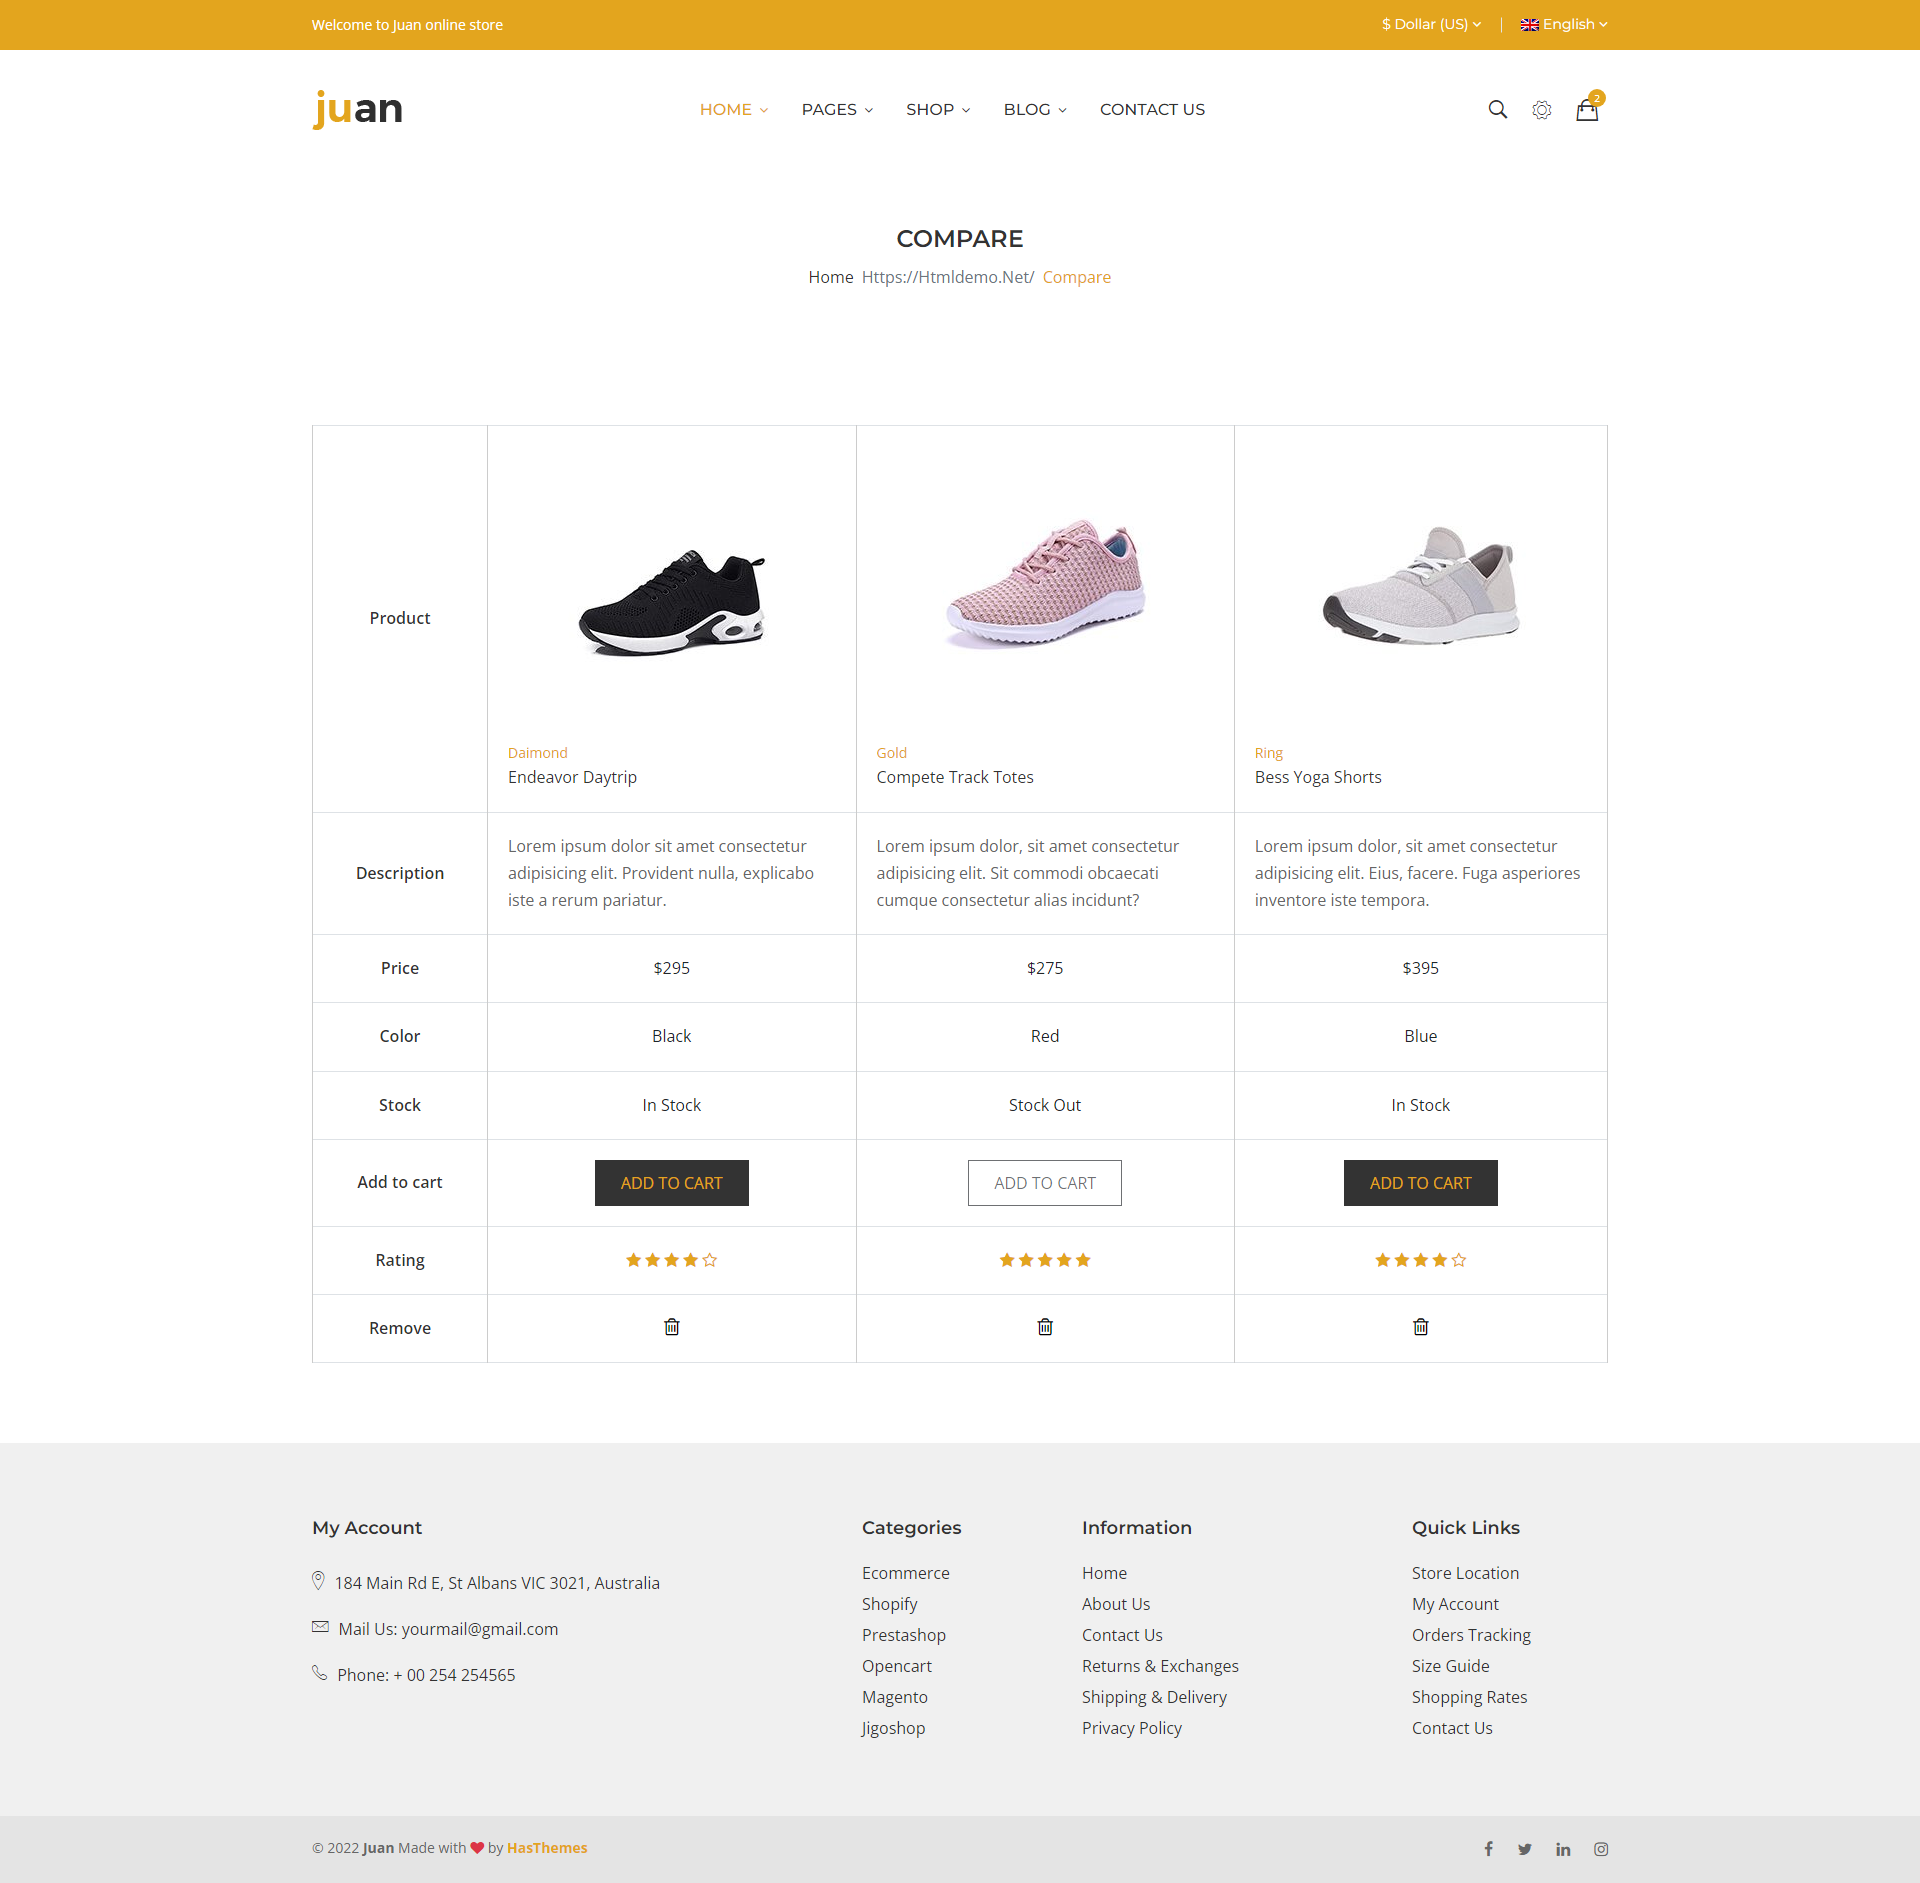 Welcome to Juan online store
$ Dollar (US)
English
juan
HOME
PAGES
SHOP
BLOG
CONTACT US
2
COMPARE
Home Https://Htmldemo.Net/ Compare
Product
Daimond
Endeavor Daytrip
Gold
Compete Track Totes
Ring
Bess Yoga Shorts
Description
Lorem ipsum dolor sit amet consectetur
adipisicing elit. Provident nulla, explicabo
iste a rerum pariatur.
Lorem ipsum dolor, sit amet consectetur
adipisicing elit. Sit commodi obcaecati
cumque consectetur alias incidunt?
Lorem ipsum dolor, sit amet consectetur
adipisicing elit. Eius, facere. Fuga asperiores
inventore iste tempora.
Price
$295
$275
$395
Color
Black
Red
Blue
Stock
In Stock
Stock Out
In Stock
Add to cart
ADD TO CART
ADD TO CART
ADD TO CART
Rating
Remove
My Account
184 Main Rd E, St Albans VIC 3021, Australia
Mail Us: yourmail@gmail.com
Phone: + 00 254 254565
Categories
Ecommerce
Shopify
Prestashop
Opencart
Magento
Jigoshop
Information
Home
About Us
Contact Us
Returns & Exchanges
Shipping & Delivery
Privacy Policy
Quick Links
Store Location
My Account
Orders Tracking
Size Guide
Shopping Rates
Contact Us
© 2022 Juan Made with ❤ by HasThemes